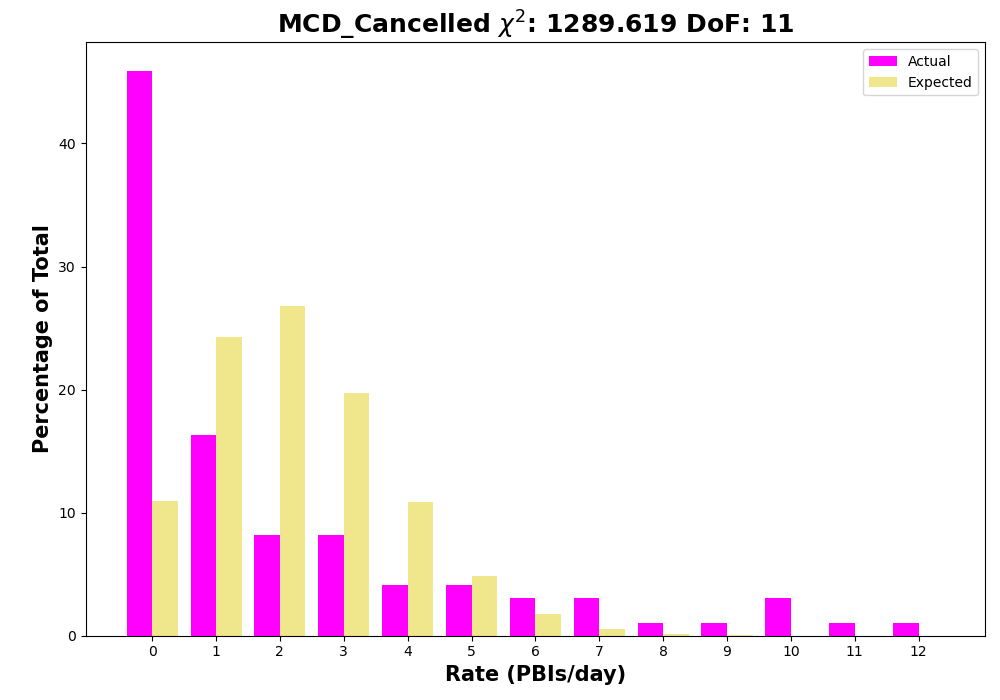 MCD_Cancelled χ²: 1289.619 DoF: 11
Actual
Expected
Percentage of Total
40
30
20
10
0
0 1 2 3 4 5 6 7 8 9 10 11 12
Rate (PBIs/day)